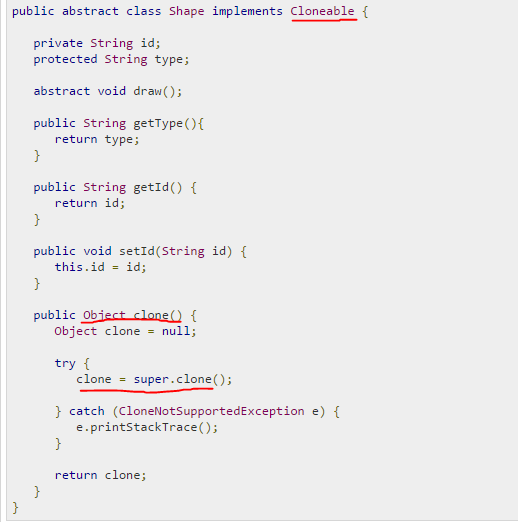 public abstract class Shape implements Cloneable {
private String id;
protected String type;
abstract void draw();
public String getType(){
return type;
}
public String getId() {
return id;
}
public void setId(String id) {
this.id = id;
}
public Object clone() {
Object clone = null;
try {
clone = super.clone();
} catch (CloneNotSupportedException e) {
e.printStackTrace();
}
return clone;
}
}